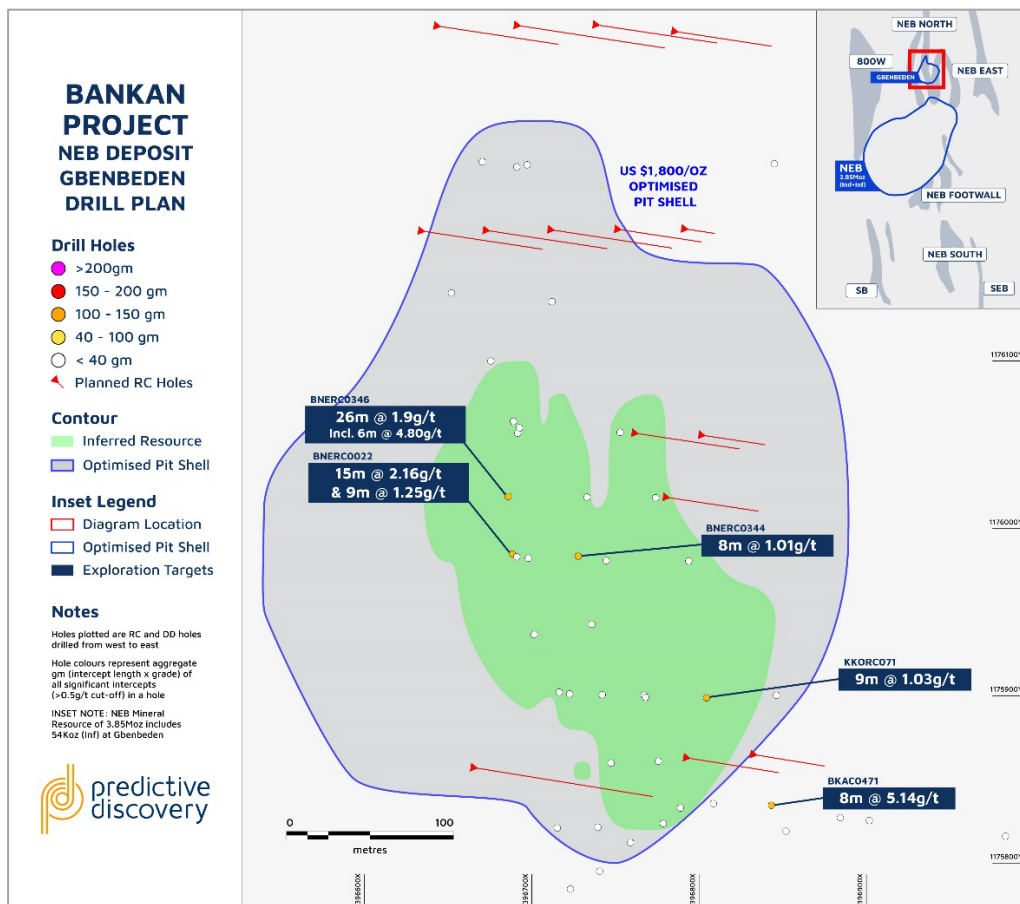 BANKAN
PROJECT
NEB DEPOSIT
GBENBEDEN
DRILL PLAN
Drill Holes
>200gm
150 - 200 gm
100 - 150 gm
40 - 100 gm
< 40 gm
Planned RC Holes
Contour
Inferred Resource
Optimised Pit Shell
Inset Legend
Diagram Location
Optimised Pit Shell
Exploration Targets
Notes
Holes plotted are RC and DD holes
drilled from west to east
Hole colours represent aggregate
gm (intercept length x grade) of
all significant intercepts
(>0.5g/t cut-off) in a hole
INSET NOTE: NEB Mineral
Resource of 3.85Moz includes
54Koz (Inf) at Gbenbeden
predictive
discovery
US $1,800/OZ
OPTIMISED
PIT SHELL
BNERC0346
26m @ 1.9g/t
Incl. 6m @ 4.80g/t
BNERC0022
15m @ 2.16g/t
& 9m @ 1.25g/t
BNERC0344
8m @ 1.01g/t
KKORC071
9m @ 1.03g/t
BKAC0471
8m @ 5.14g/t
0 100
metres
NEB NORTH
800W
GBENBEDEN
NEB EAST
NEB
3.85Moz
(Ind+Inf)
NEB FOOTWALL
NEB SOUTH
SB
SEB
1176100Y
1176000Y
1175900Y
1175800Y
396600X
396700X
396800X
396900X